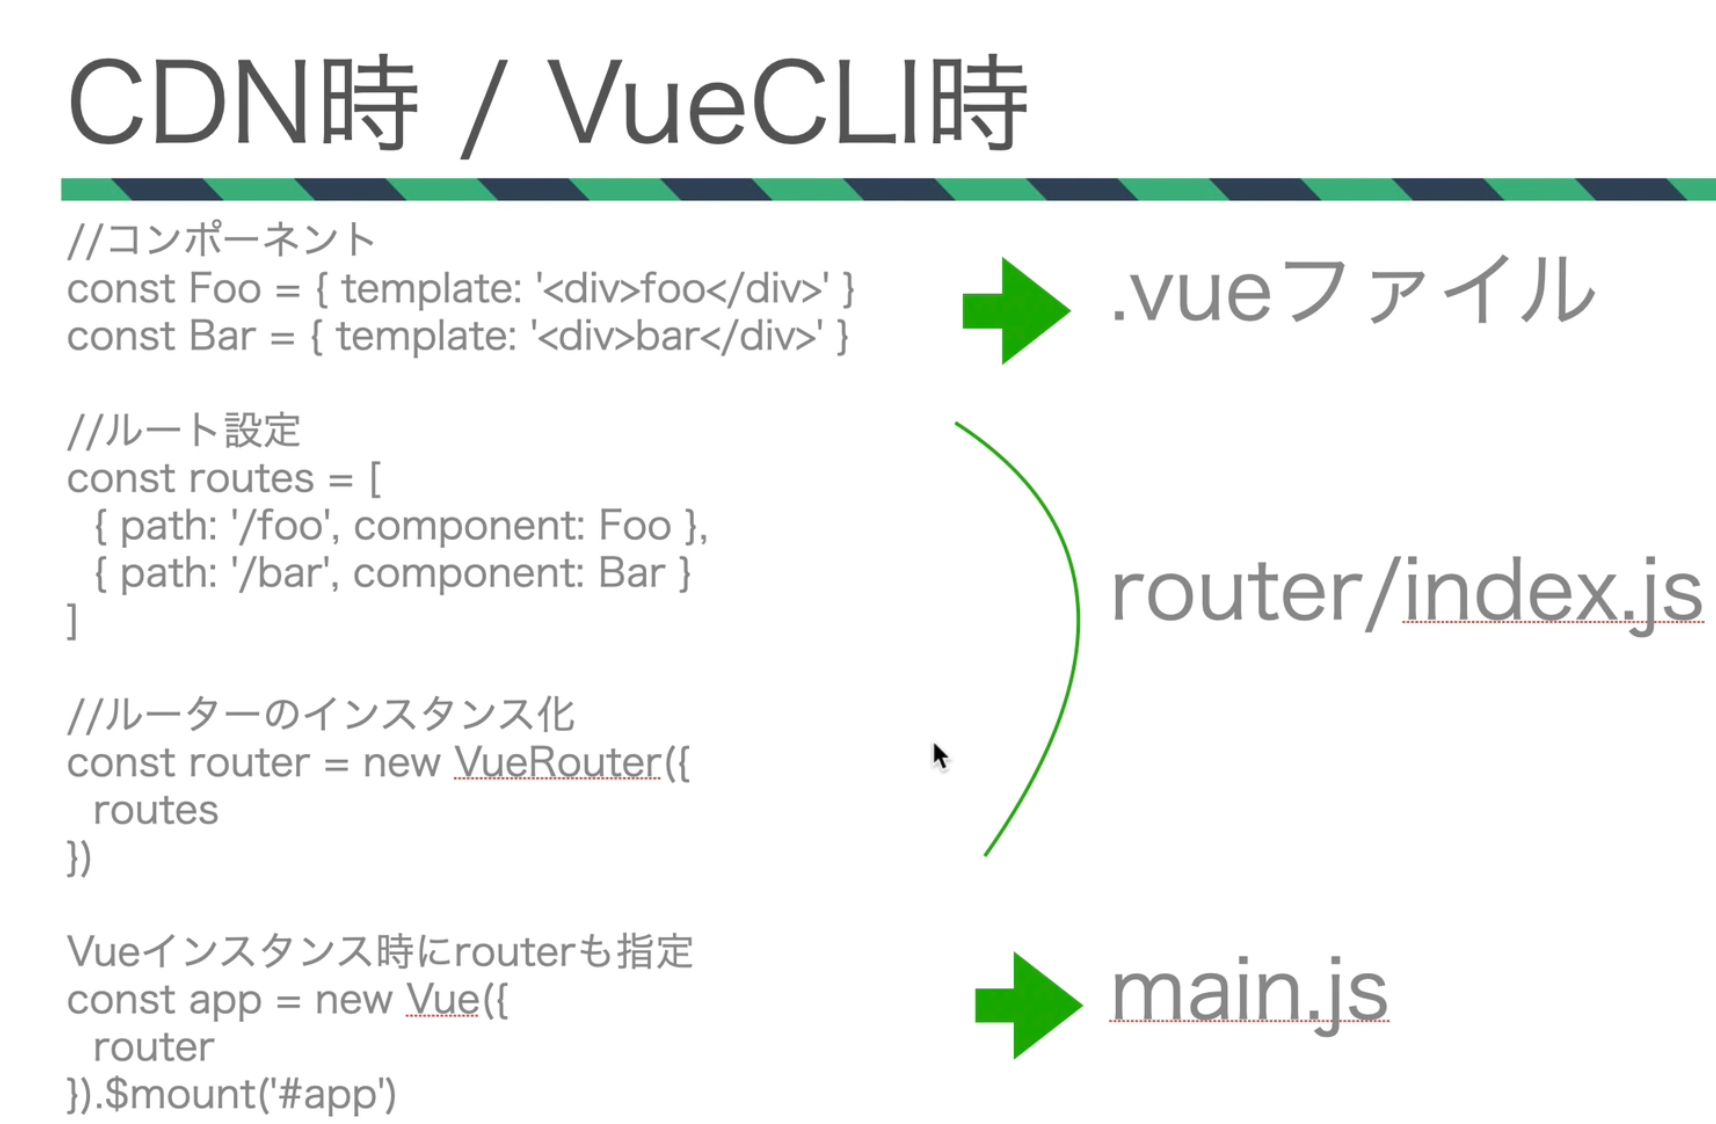 CDN時 / VueCLI時
//コンポーネント
const Foo = { template: '<div>foo</div>' }
const Bar = { template: '<div>bar</div>' }
.vueファイル
//ルート設定
const routes = [
{ path: '/foo', component: Foo },
{ path: '/bar', component: Bar }
]
router/index.js
//ルーターのインスタンス化
const router = new VueRouter({
routes
})
Vueインスタンス時にrouterも指定
const app = new Vue({
router
}).$mount('#app')
main.js